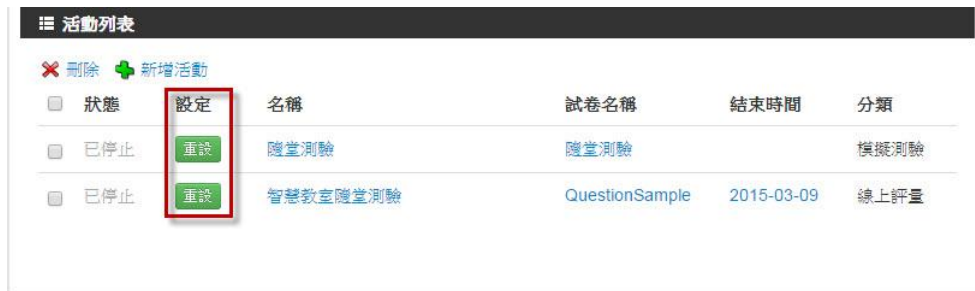 活動列表
刪除 新增活動
狀態 設定 名稱 試卷名稱 結束時間 分類
已停止 重設 隨堂測驗 隨堂測驗 模擬測驗
已停止 重設 智慧教室隨堂測驗 QuestionSample 2015-03-09 線上評量